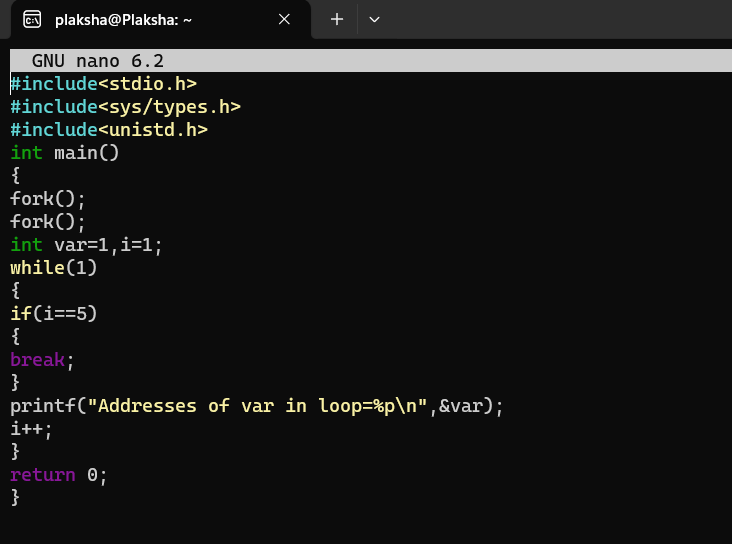 plaksha@Plaksha: ~
GNU nano 6.2
#include<stdio.h>
#include<sys/types.h>
#include<unistd.h>
int main()
{
fork();
fork();
int var=1,i=1;
while(1)
{
if(i==5)
{
break;
}
printf("Addresses of var in loop=%p\n",&var);
i++;
}
return 0;
}